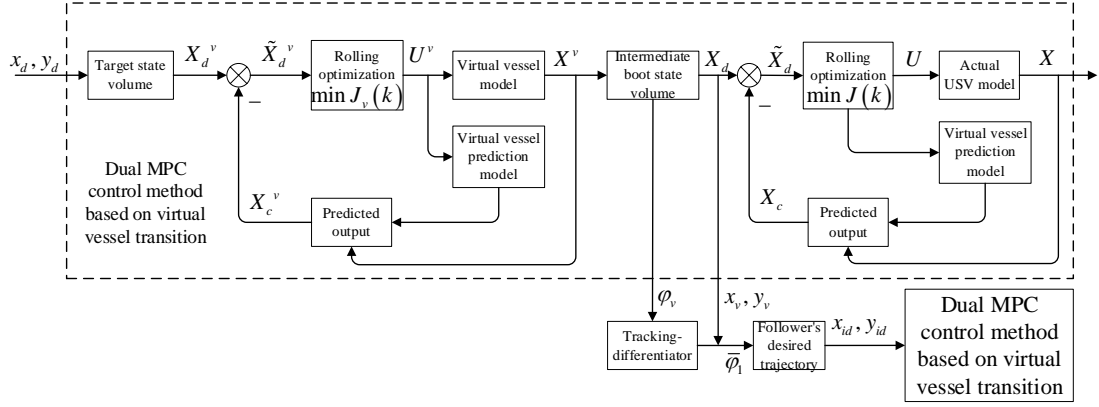 x_d, y_d
Target state
volume
X_d^v
−
X̃_d^v
Rolling
optimization
min J_v(k)
U^v
Virtual vessel
model
X^v
Intermediate
boot state
volume
X_d
−
X̃_d
Rolling
optimization
min J(k)
U
Actual
USV model
X
Virtual vessel
prediction
model
Virtual vessel
prediction
model
Dual MPC
control method
based on virtual
vessel transition
X_c^v
Predicted
output
X_c
Predicted
output
φ_v
x_v, y_v
Tracking-
differentiator
φ̄_1
Follower's
desired
trajectory
x_id, y_id
Dual MPC
control method
based on virtual
vessel transition